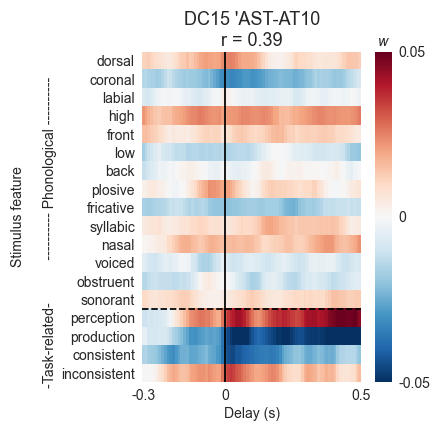 DC15 'AST-AT10
r = 0.39
w
dorsal
coronal
labial
high
front
low
back
plosive
fricative
syllabic
nasal
voiced
obstruent
sonorant
perception
production
consistent
inconsistent
Stimulus feature
---------- Phonological ----------
-Task-related-
0.05
0
-0.05
-0.3
0
0.5
Delay (s)